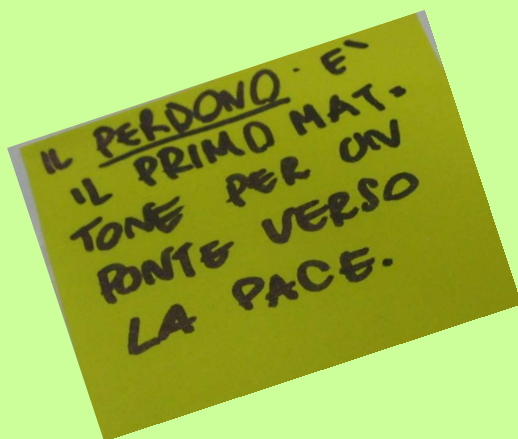 IL PERDONO · E'
IL PRIMO MAT-
TONE PER UN
PONTE VERSO
LA PACE.